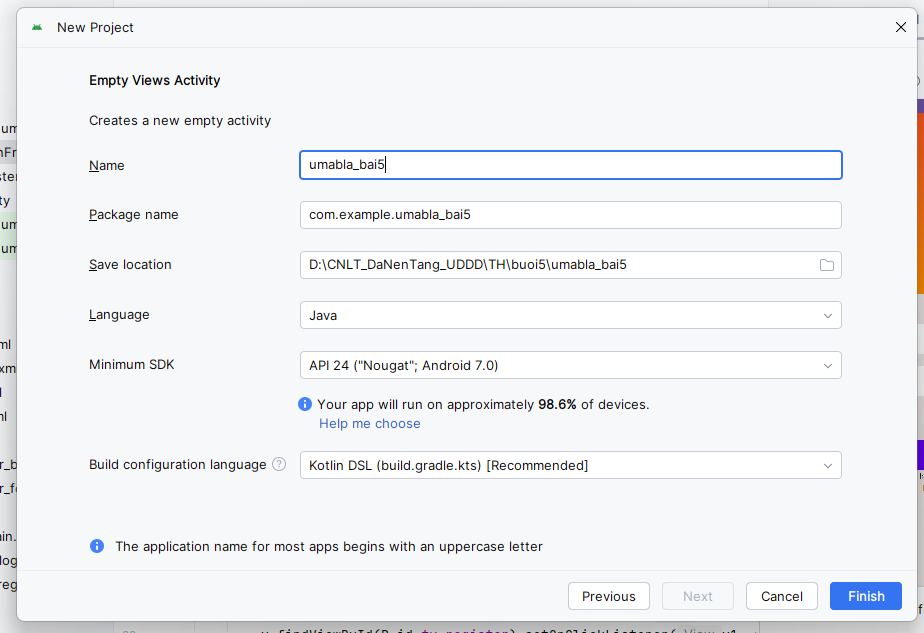 New Project
Empty Views Activity
Creates a new empty activity
Name
umabla_bai5
Package name
com.example.umabla_bai5
Save location
D:\CNLT_DaNenTang_UDDD\TH\buoi5\umabla_bai5
Language
Java
Minimum SDK
API 24 ("Nougat"; Android 7.0)
Your app will run on approximately 98.6% of devices.
Help me choose
Build configuration language ?
Kotlin DSL (build.gradle.kts) [Recommended]
The application name for most apps begins with an uppercase letter
Previous
Next
Cancel
Finish